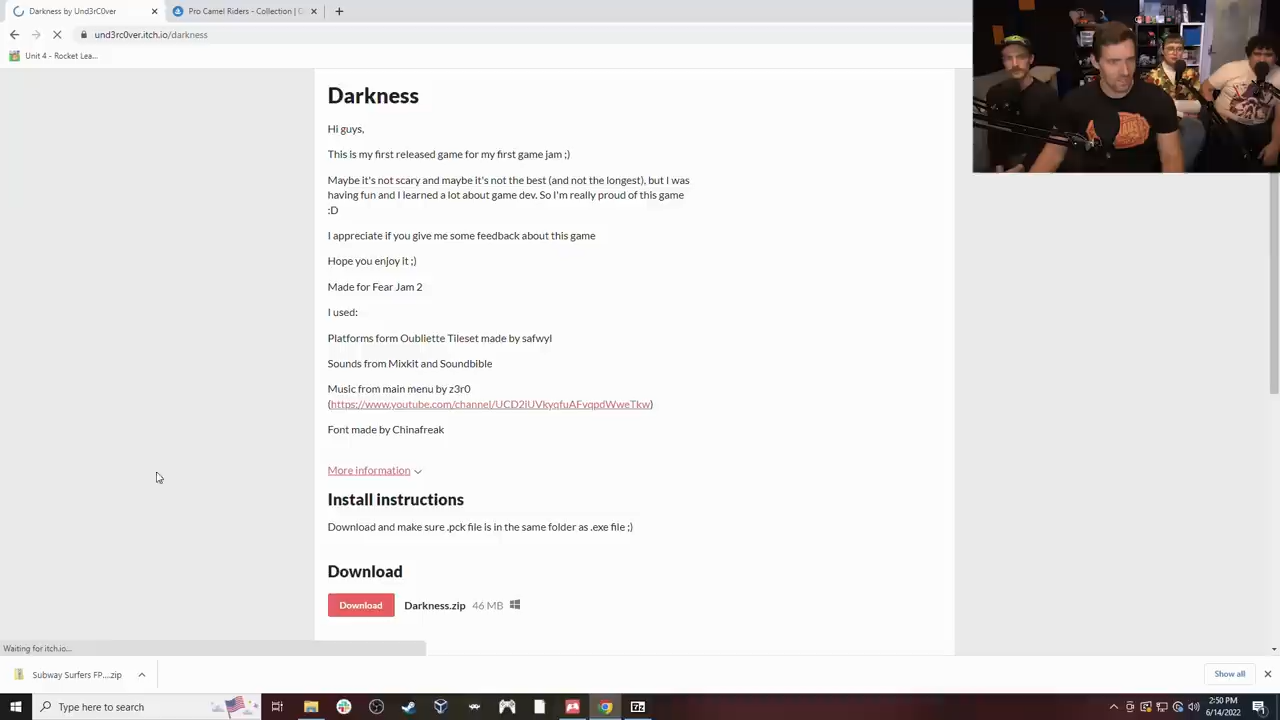 Darkness by Und3rC0ver
Pro Camel Riders - Collection | G
und3rc0ver.itch.io/darkness
Unit 4 - Rocket Lea...
Darkness
Hi guys,
This is my first released game for my first game jam ;)
Maybe it's not scary and maybe it's not the best (and not the longest), but I was
having fun and I learned a lot about game dev. So I'm really proud of this game
:D
I appreciate if you give me some feedback about this game
Hope you enjoy it ;)
Made for Fear Jam 2
I used:
Platforms form Oubliette Tileset made by safwyl
Sounds from Mixkit and Soundbible
Music from main menu by z3r0
(https://www.youtube.com/channel/UCD2iUVkyqfuAFvqpdWweTkw)
Font made by Chinafreak
More information
Install instructions
Download and make sure .pck file is in the same folder as .exe file ;)
Download
Download Darkness.zip 46 MB
Waiting for itch.io...
Subway Surfers FP....zip
Show all
Type here to search
2:50 PM
6/14/2022